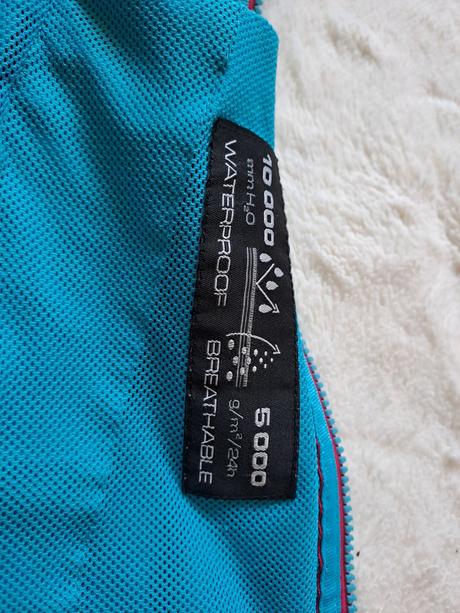 10 000
mm H₂O
WATERPROOF
5 000
g/m²/24h
BREATHABLE